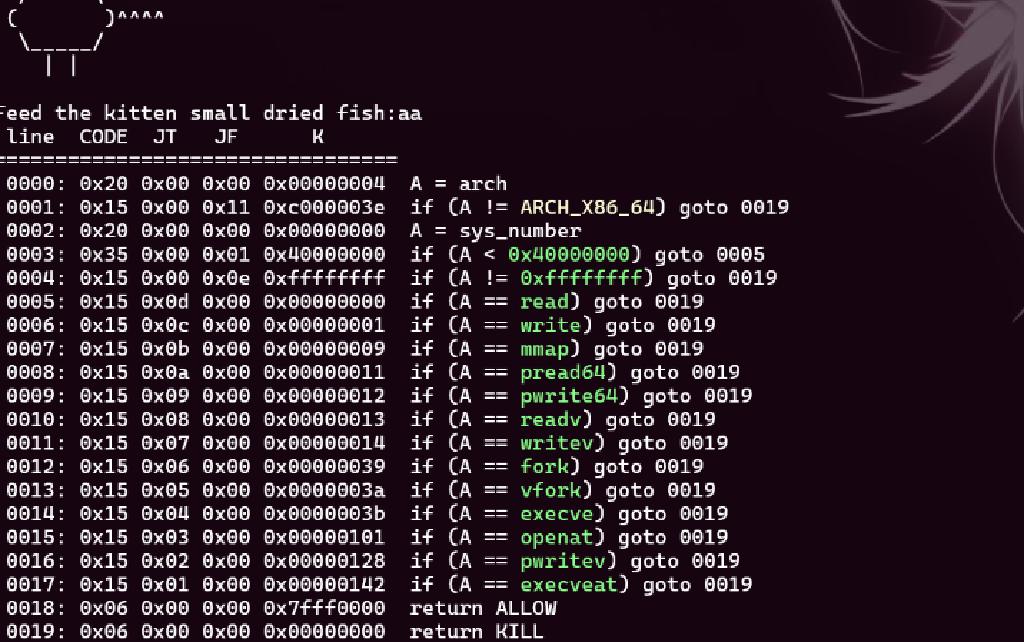 (       )^^^^
\_____/
| |
Feed the kitten small dried fish:aa
line CODE JT JF K
=================================
0000: 0x20 0x00 0x00 0x00000004 A = arch
0001: 0x15 0x00 0x11 0xc000003e if (A != ARCH_X86_64) goto 0019
0002: 0x20 0x00 0x00 0x00000000 A = sys_number
0003: 0x35 0x00 0x01 0x40000000 if (A < 0x40000000) goto 0005
0004: 0x15 0x00 0x0e 0xffffffff if (A != 0xffffffff) goto 0019
0005: 0x15 0x0d 0x00 0x00000000 if (A == read) goto 0019
0006: 0x15 0x0c 0x00 0x00000001 if (A == write) goto 0019
0007: 0x15 0x0b 0x00 0x00000009 if (A == mmap) goto 0019
0008: 0x15 0x0a 0x00 0x00000011 if (A == pread64) goto 0019
0009: 0x15 0x09 0x00 0x00000012 if (A == pwrite64) goto 0019
0010: 0x15 0x08 0x00 0x00000013 if (A == readv) goto 0019
0011: 0x15 0x07 0x00 0x00000014 if (A == writev) goto 0019
0012: 0x15 0x06 0x00 0x00000039 if (A == fork) goto 0019
0013: 0x15 0x05 0x00 0x0000003a if (A == vfork) goto 0019
0014: 0x15 0x04 0x00 0x0000003b if (A == execve) goto 0019
0015: 0x15 0x03 0x00 0x00000101 if (A == openat) goto 0019
0016: 0x15 0x02 0x00 0x00000128 if (A == pwritev) goto 0019
0017: 0x15 0x01 0x00 0x00000142 if (A == execveat) goto 0019
0018: 0x06 0x00 0x00 0x7fff0000 return ALLOW
0019: 0x06 0x00 0x00 0x00000000 return KILL